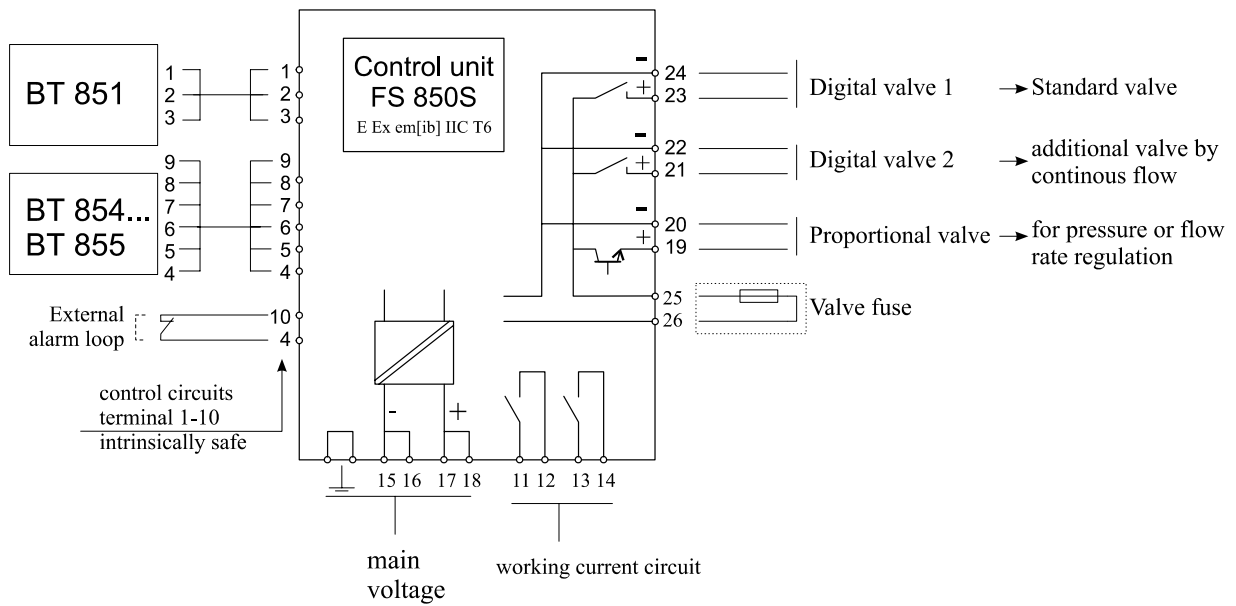 BT 851
1
2
3
1
2
3
Control unit
FS 850S
E Ex em[ib] IIC T6
- 24
+ 23
Digital valve 1 → Standard valve
- 22
+ 21
Digital valve 2 → additional valve by
continous flow
- 20
+ 19
Proportional valve → for pressure or flow
rate regulation
25
26
Valve fuse
BT 854...
BT 855
9
8
7
6
5
4
9
8
7
6
5
4
External
alarm loop
10
4
control circuits
terminal 1-10
intrinsically safe
- +
15 16 17 18 11 12 13 14
main
voltage
working current circuit